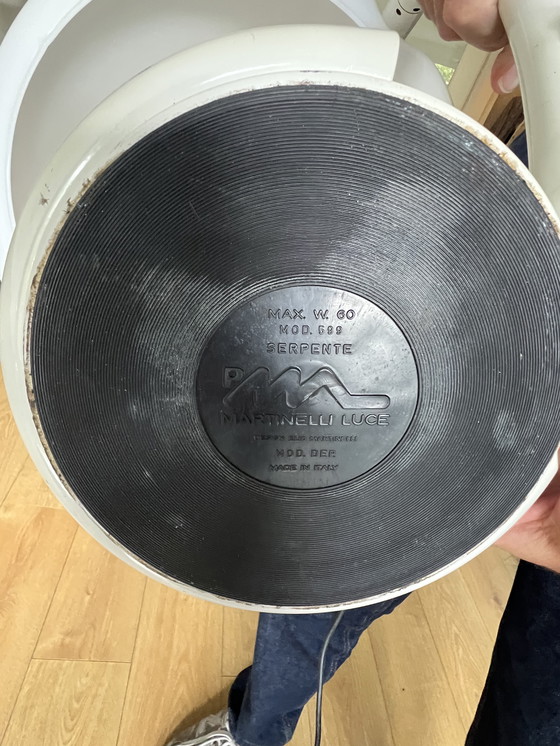 MAX. W. 60
MOD. 599
SERPENTE
MARTINELLI LUCE
MOD. DEP.
MADE IN ITALY